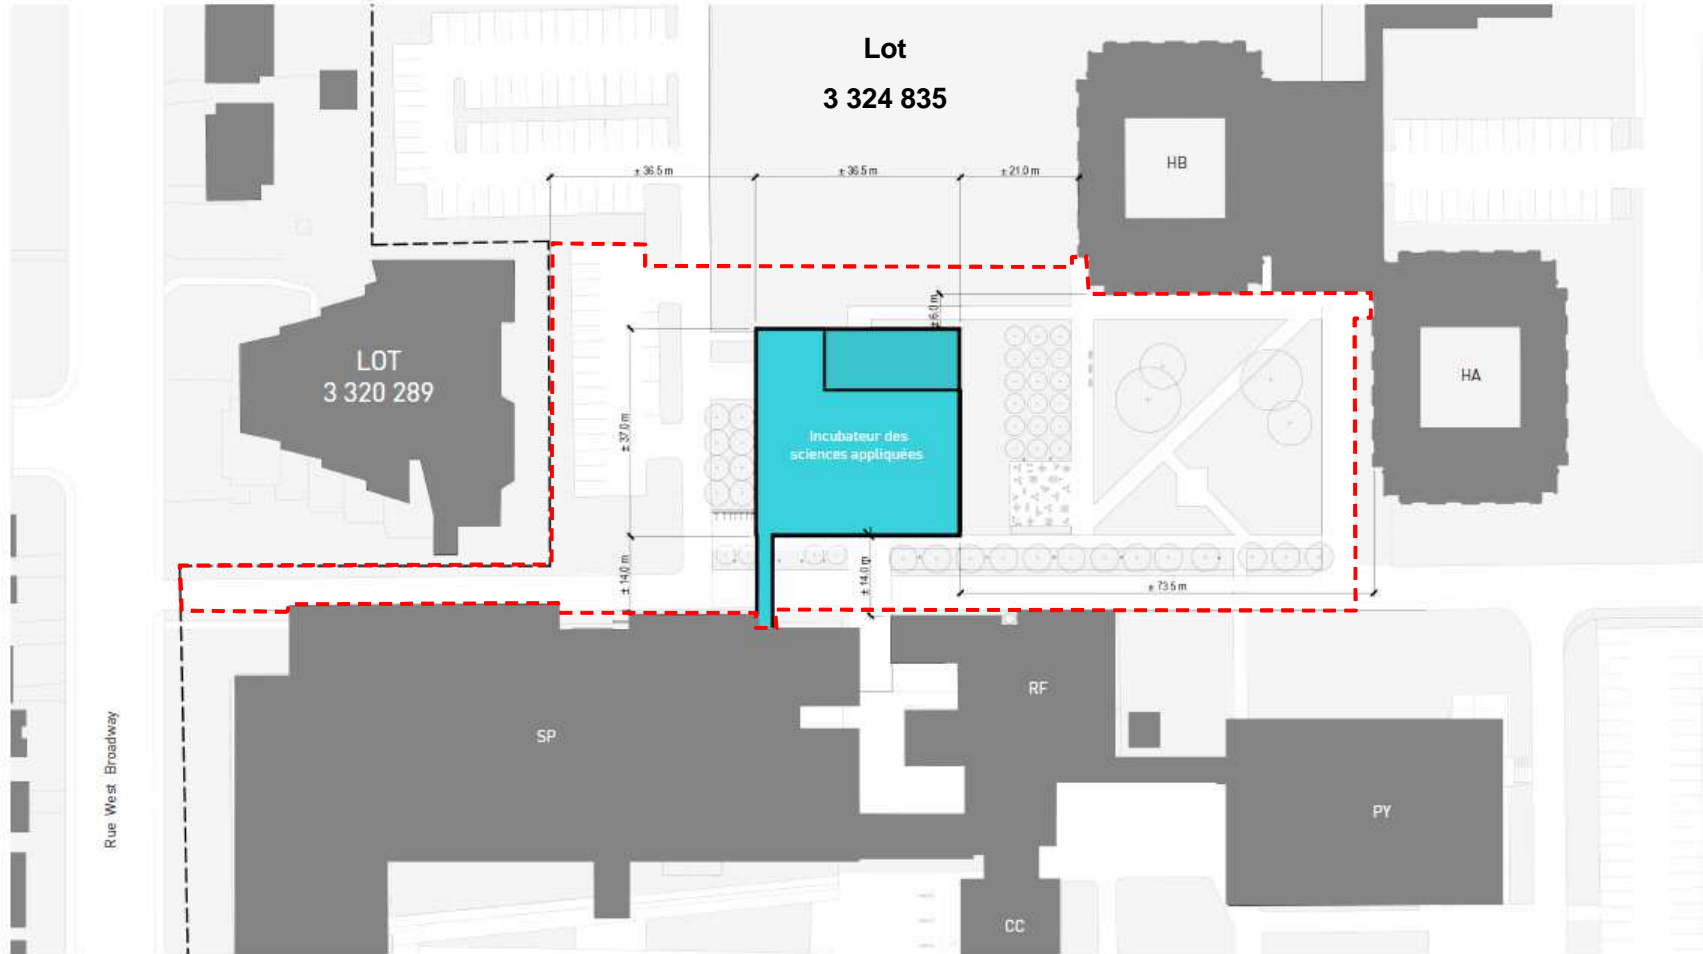 Lot
3 324 835
± 36.5 m
± 36.5 m
± 21.0 m
HB
± 6.0 m
LOT
3 320 289
HA
± 37.0 m
Incubateur des
sciences appliquées
± 14.0 m
± 14.0 m
± 73.5 m
RF
SP
Rue West Broadway
PY
CC